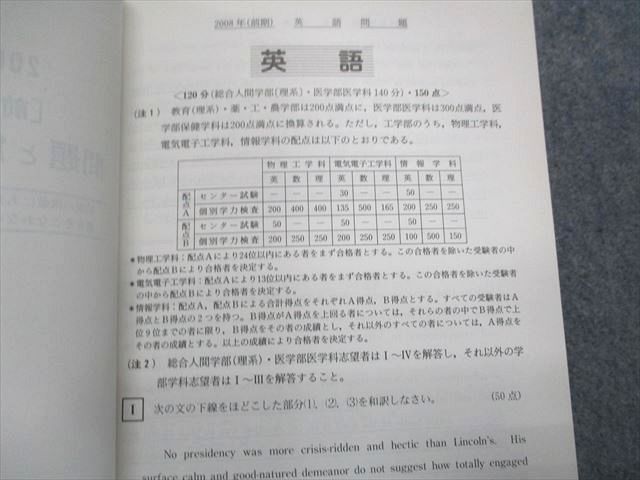 2008年(前期) 英 語 問 題
英 語
<120分(総合人間学部〔理系〕・医学部医学科140分)・150点>
(注1) 教育(理系)・薬・工・農学部は200点満点に，医学部医学科は300点満点，医
学部保健学科は200点満点に換算される。ただし，工学部のうち，物理工学科，
電気電子工学科，情報学科の配点は以下のとおりである。
物理工学科 電気電子工学科 情報学科
英 数 理 英 数 理 英 数 理
配点A センター試験 － － － 30 － － 50 － －
個別学力検査 200 400 400 135 500 165 200 250 250
配点B センター試験 50 － － 50 － － 50 － －
個別学力検査 200 250 250 200 250 250 100 500 150
＊物理工学科：配点Aにより24位以内にある者をまず合格者とする。この合格者を除いた受験者の中
から配点Bにより合格者を決定する。
＊電気電子工学科：配点Aにより13位以内にある者をまず合格者とする。この合格者を除いた受験者
の中から配点Bにより合格者を決定する。
＊情報学科：配点A，配点Bによる合計得点をそれぞれA得点，B得点とする。すべての受験者はA
得点とB得点の2つを持つ。B得点がA得点を上回る者については，それらの者の中でB得点で上
位9位までの者に限り，B得点をその者の成績とし，それ以外のすべての者については，A得点を
その者の成績とする。以上の成績により合格者を決定する。
(注2) 総合人間学部(理系)・医学部医学科志望者はⅠ～Ⅳを解答し，それ以外の学
部学科志望者はⅠ～Ⅲを解答すること。
Ⅰ 次の文の下線をほどこした部分(1)，(2)，(3)を和訳しなさい。 (50点)
No presidency was more crisis-ridden and hectic than Lincoln's. His
surface calm and good-natured demeanor do not suggest how totally engaged